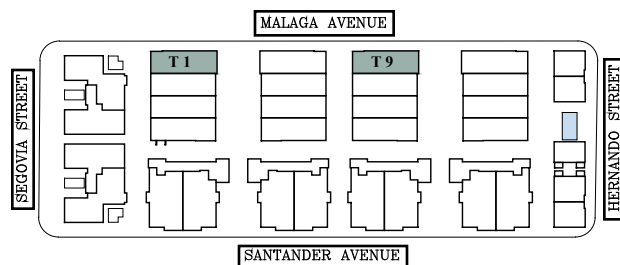 MALAGA AVENUE
T 1
T 9
SEGOVIA STREET
HERNANDO STREET
SANTANDER AVENUE